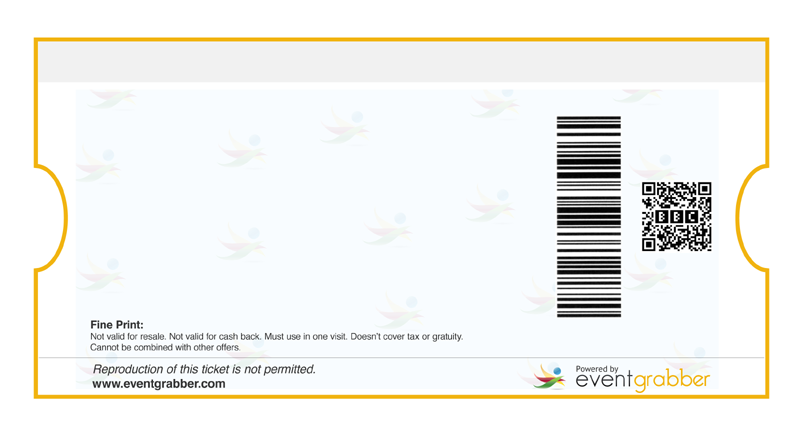 BBC
Fine Print:
Not valid for resale. Not valid for cash back. Must use in one visit. Doesn't cover tax or gratuity.
Cannot be combined with other offers.
Reproduction of this ticket is not permitted.
www.eventgrabber.com
Powered by
eventgrabber